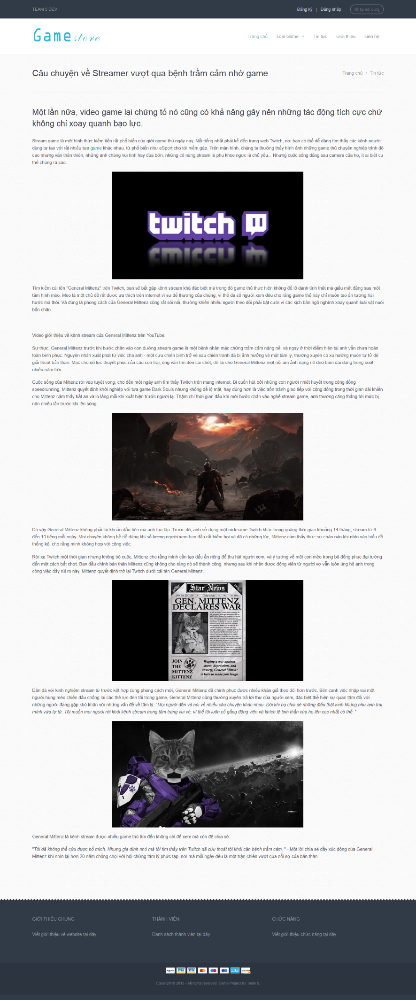 TEAM 5 DEV
Đăng ký | Đăng nhập
Nhập nội dung
Game store
Trang chủ
Loại Game
Tin tức
Giới thiệu
Liên hệ
Câu chuyện về Streamer vượt qua bệnh trầm cảm nhờ game
Trang chủ / Tin tức
Một lần nữa, video game lại chứng tỏ nó cũng có khả năng gây nên những tác động tích cực chứ
không chỉ xoay quanh bạo lực.
Stream game là một hình thức kiếm tiền rất phổ biến của giới game thủ ngày nay. Nổi tiếng nhất phải kể đến trang web Twitch, nơi bạn có thể dễ dàng tìm thấy các kênh người
dùng tự tạo với rất nhiều tựa game khác nhau, từ phổ biến như eSport cho tới hiếm gặp. Trên màn hình, chúng ta thường thấy hình ảnh những game thủ chuyên nghiệp trình độ
cao nhưng vẫn thân thiện, những anh chàng vui tính hay đùa bỡn, những cô nàng stream là phụ khoe ngực là chủ yếu... Nhưng cuộc sống đằng sau camera của họ, ít ai biết cụ
thể chúng ra sao.
twitch
twitch
Tìm kiếm cái tên "General Mittenz" trên Twitch, bạn sẽ bắt gặp kênh stream khá đặc biệt mà trong đó game thủ thực hiện không để lộ danh tính thật mà giấu mặt đằng sau một
tấm hình mèo. Mèo là một chủ đề rất được ưa thích trên internet vì sự dễ thương của chúng, vì thế đa số người xem đều cho rằng game thủ này chỉ muốn tạo ấn tượng hài
hước mà thôi. Và đúng là phong cách của General Mittenz cũng rất sôi nổi, thường khiến nhiều người theo dõi phải bật cười vì các kịch bản ngộ nghĩnh xoay quanh loài vật nuôi
bốn chân.
Video giới thiệu về kênh stream của General Mittenz trên YouTube.
Sự thực, General Mittenz trước khi bước chân vào con đường stream game là một bệnh nhân mắc chứng trầm cảm nặng nề, và ngay ở thời điểm hiện tại anh vẫn chưa hoàn
toàn bình phục. Nguyên nhân xuất phát từ việc cha anh - một cựu chiến binh trở về sau chiến tranh đã bị ảnh hưởng về mặt tâm lý, thường xuyên có xu hướng muốn tự tử để
giải thoát bản thân. Mặc cho nỗ lực thuyết phục của cậu con trai, ông vẫn tìm đến cái chết, để lại cho General Mittenz một nỗi ám ảnh nặng nề đeo bám dai dẳng trong suốt
nhiều năm trời.
Cuộc sống của Mittenz rơi vào tuyệt vọng, cho đến một ngày anh tìm thấy Twitch trên mạng internet. Bị cuốn hút bởi những con người nhiệt huyết trong cộng đồng
speedrunning, Mittenz quyết định khởi nghiệp với tựa game Dark Souls nhưng không để lộ mặt, hay đúng hơn là việc trốn tránh giao tiếp với cộng đồng trong thời gian dài khiến
cho Mittenz cảm thấy bất an và lo lắng mỗi khi xuất hiện trước người lạ. Thậm chí thời gian đầu khi mới bước chân vào nghề stream game, anh thường căng thẳng tới mức bị
nôn nhiều lần trước khi lên sóng.
Dù vậy General Mittenz không phải tài khoản đầu tiên mà anh tạo lập. Trước đó, anh sử dụng một nickname Twitch khác trong quãng thời gian khoảng 14 tháng, stream từ 6
đến 10 tiếng mỗi ngày. Mọi chuyện không hề dễ dàng khi số lượng người xem ban đầu rất hiếm hoi và đã có những lúc, Mittenz cảm thấy thực sự chán nản khi nhìn vào biểu đồ
thống kê, cho rằng mình không hợp với công việc.
Rời xa Twitch một thời gian nhưng không bỏ cuộc, Mittenz cho rằng mình cần tạo dấu ấn riêng để thu hút người xem, và ý tưởng về một con mèo trong bộ đồng phục đại tướng
đến một cách bất chợt. Ban đầu chính bản thân Mittenz cũng không cho rằng nó sẽ thành công, nhưng sau khi nhận được động viên từ người vợ vẫn luôn ủng hộ anh trong
công việc đầy rủi ro này, Mittenz quyết định trở lại Twitch dưới cái tên General Mittenz.
EXTRA! Star News EXTRA!
SPECIAL EDITION
Today's Date
GEN. MITTENZ
DECLARES WAR
JOIN
THE
MITTENZ
KITTENZ
Waging a war against
stress, depression, and
anxiety, General Mittenz
is here to make you laugh.
Dần dà với kinh nghiệm stream từ trước kết hợp cùng phong cách mới, General Mittenz đã chinh phục được nhiều khán giả theo dõi hơn trước. Bên cạnh việc nhập vai một
người hùng mèo chiến đấu chống lại các thế lực đen tối trong game, General Mittenz cũng thường xuyên trả lời thư của người xem, đặc biệt thể hiện sự quan tâm đối với
những người đang gặp khó khăn với những vấn đề về tâm lý. "Mọi người đến và nói về nhiều câu chuyện khác nhau. Đôi khi họ chia sẻ những điều thật kinh khủng như anh trai
mình vừa tự tử. Tôi muốn mọi người rời khỏi kênh stream trong tâm trạng vui vẻ, vì thế tôi luôn cố gắng động viên và khích lệ tinh thần của họ lên cao nhất có thể. "
General Mittenz là kênh stream được nhiều game thủ tìm đến không chỉ để xem mà còn để chia sẻ.
"Tôi đã không thể cứu được bố mình. Nhưng gia đình nhỏ mà tôi tìm thấy trên Twitch đã cứu thoát tôi khỏi căn bệnh trầm cảm. " - Một lời chia sẻ đầy xúc động của General
Mittenz khi nhìn lại hơn 20 năm chống chọi với hội chứng tâm lý phức tạp, nơi mà mỗi ngày đều là một trận chiến vượt qua nỗi sợ của bản thân.
GIỚI THIỆU CHUNG
THÀNH VIÊN
CHỨC NĂNG
Viết giới thiệu về website tại đây
Danh sách thành viên tại đây
Viết giới thiệu chức năng tại đây
PayPal VISA VISA AMEX DISCOVER
Copyright © 2015 - All rights reserved. Game Project By Team 5.